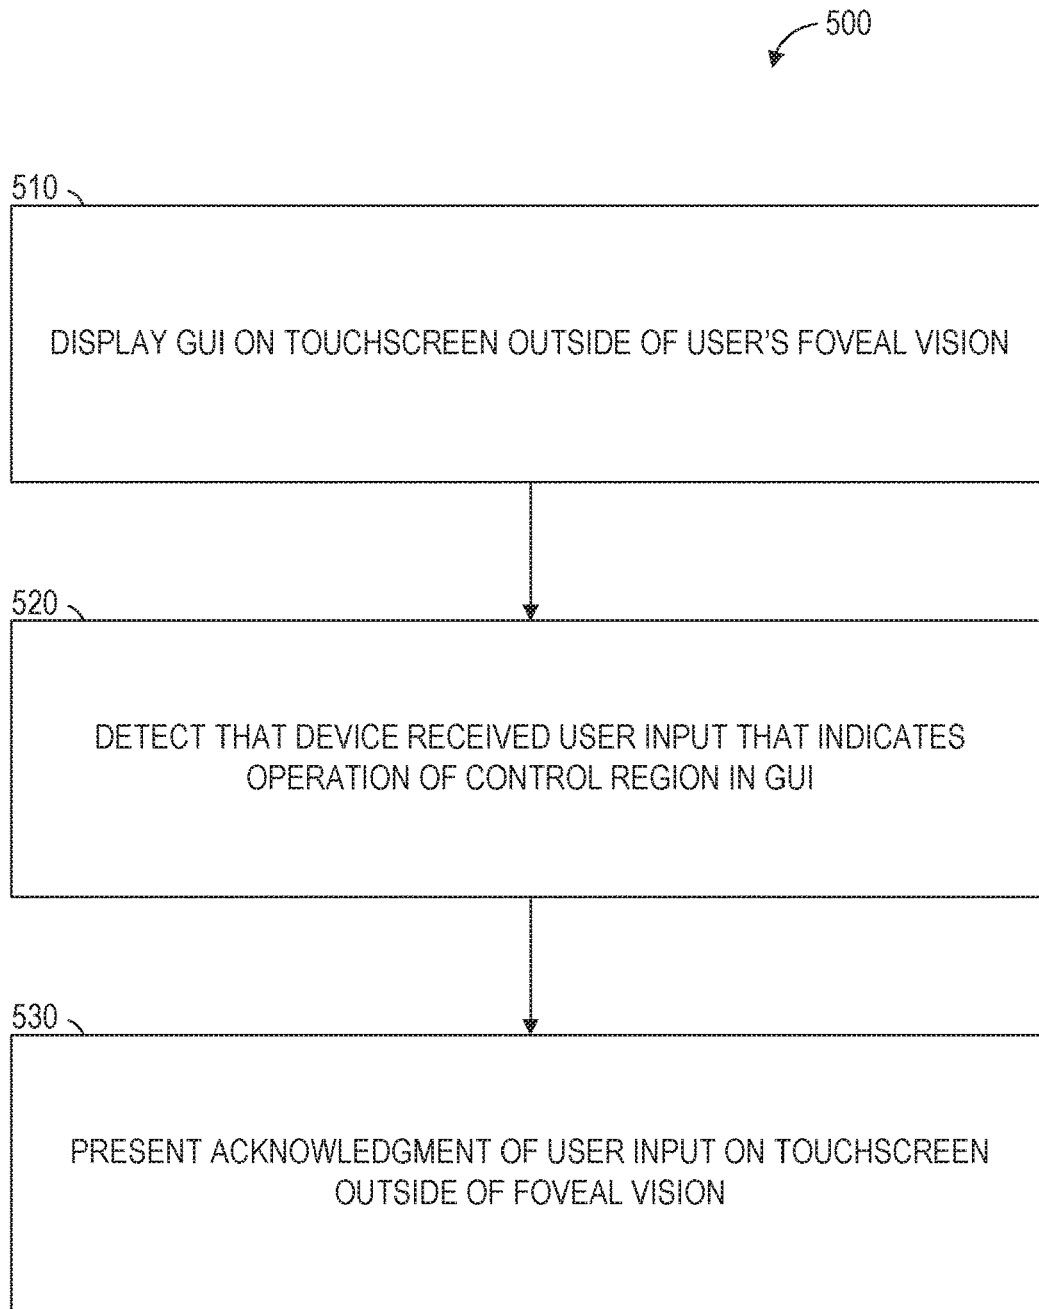 500
510
DISPLAY GUI ON TOUCHSCREEN OUTSIDE OF USER'S FOVEAL VISION
520
DETECT THAT DEVICE RECEIVED USER INPUT THAT INDICATES
OPERATION OF CONTROL REGION IN GUI
530
PRESENT ACKNOWLEDGMENT OF USER INPUT ON TOUCHSCREEN
OUTSIDE OF FOVEAL VISION